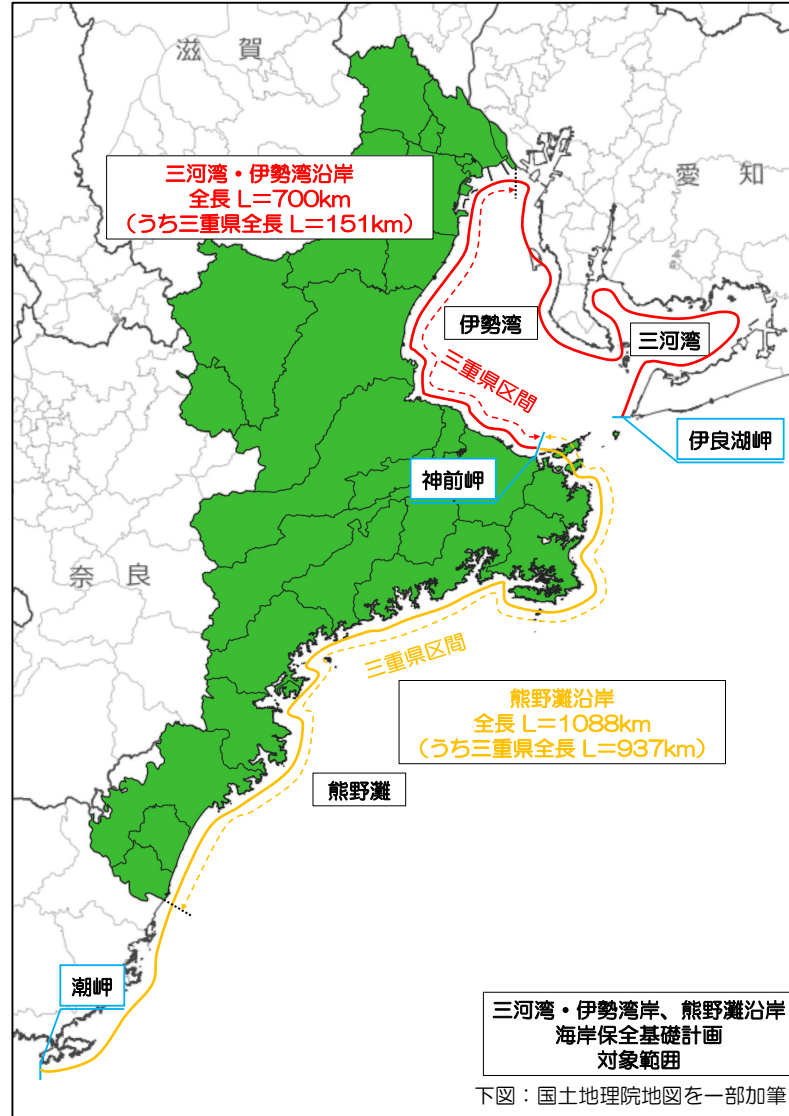 滋賀
三河湾・伊勢湾沿岸
全長 L=700km
（うち三重県全長 L=151km）
愛知
伊勢湾
三河湾
三重県区間
伊良湖岬
神前岬
奈良
三重県区間
熊野灘沿岸
全長 L=1088km
（うち三重県全長 L=937km）
熊野灘
潮岬
三河湾・伊勢湾岸、熊野灘沿岸
海岸保全基礎計画
対象範囲
下図：国土地理院地図を一部加筆